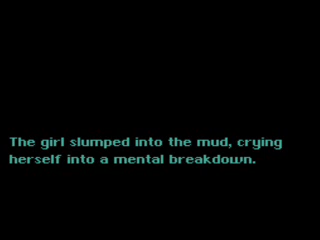 The girl slumped into the mud, crying
herself into a mental breakdown.